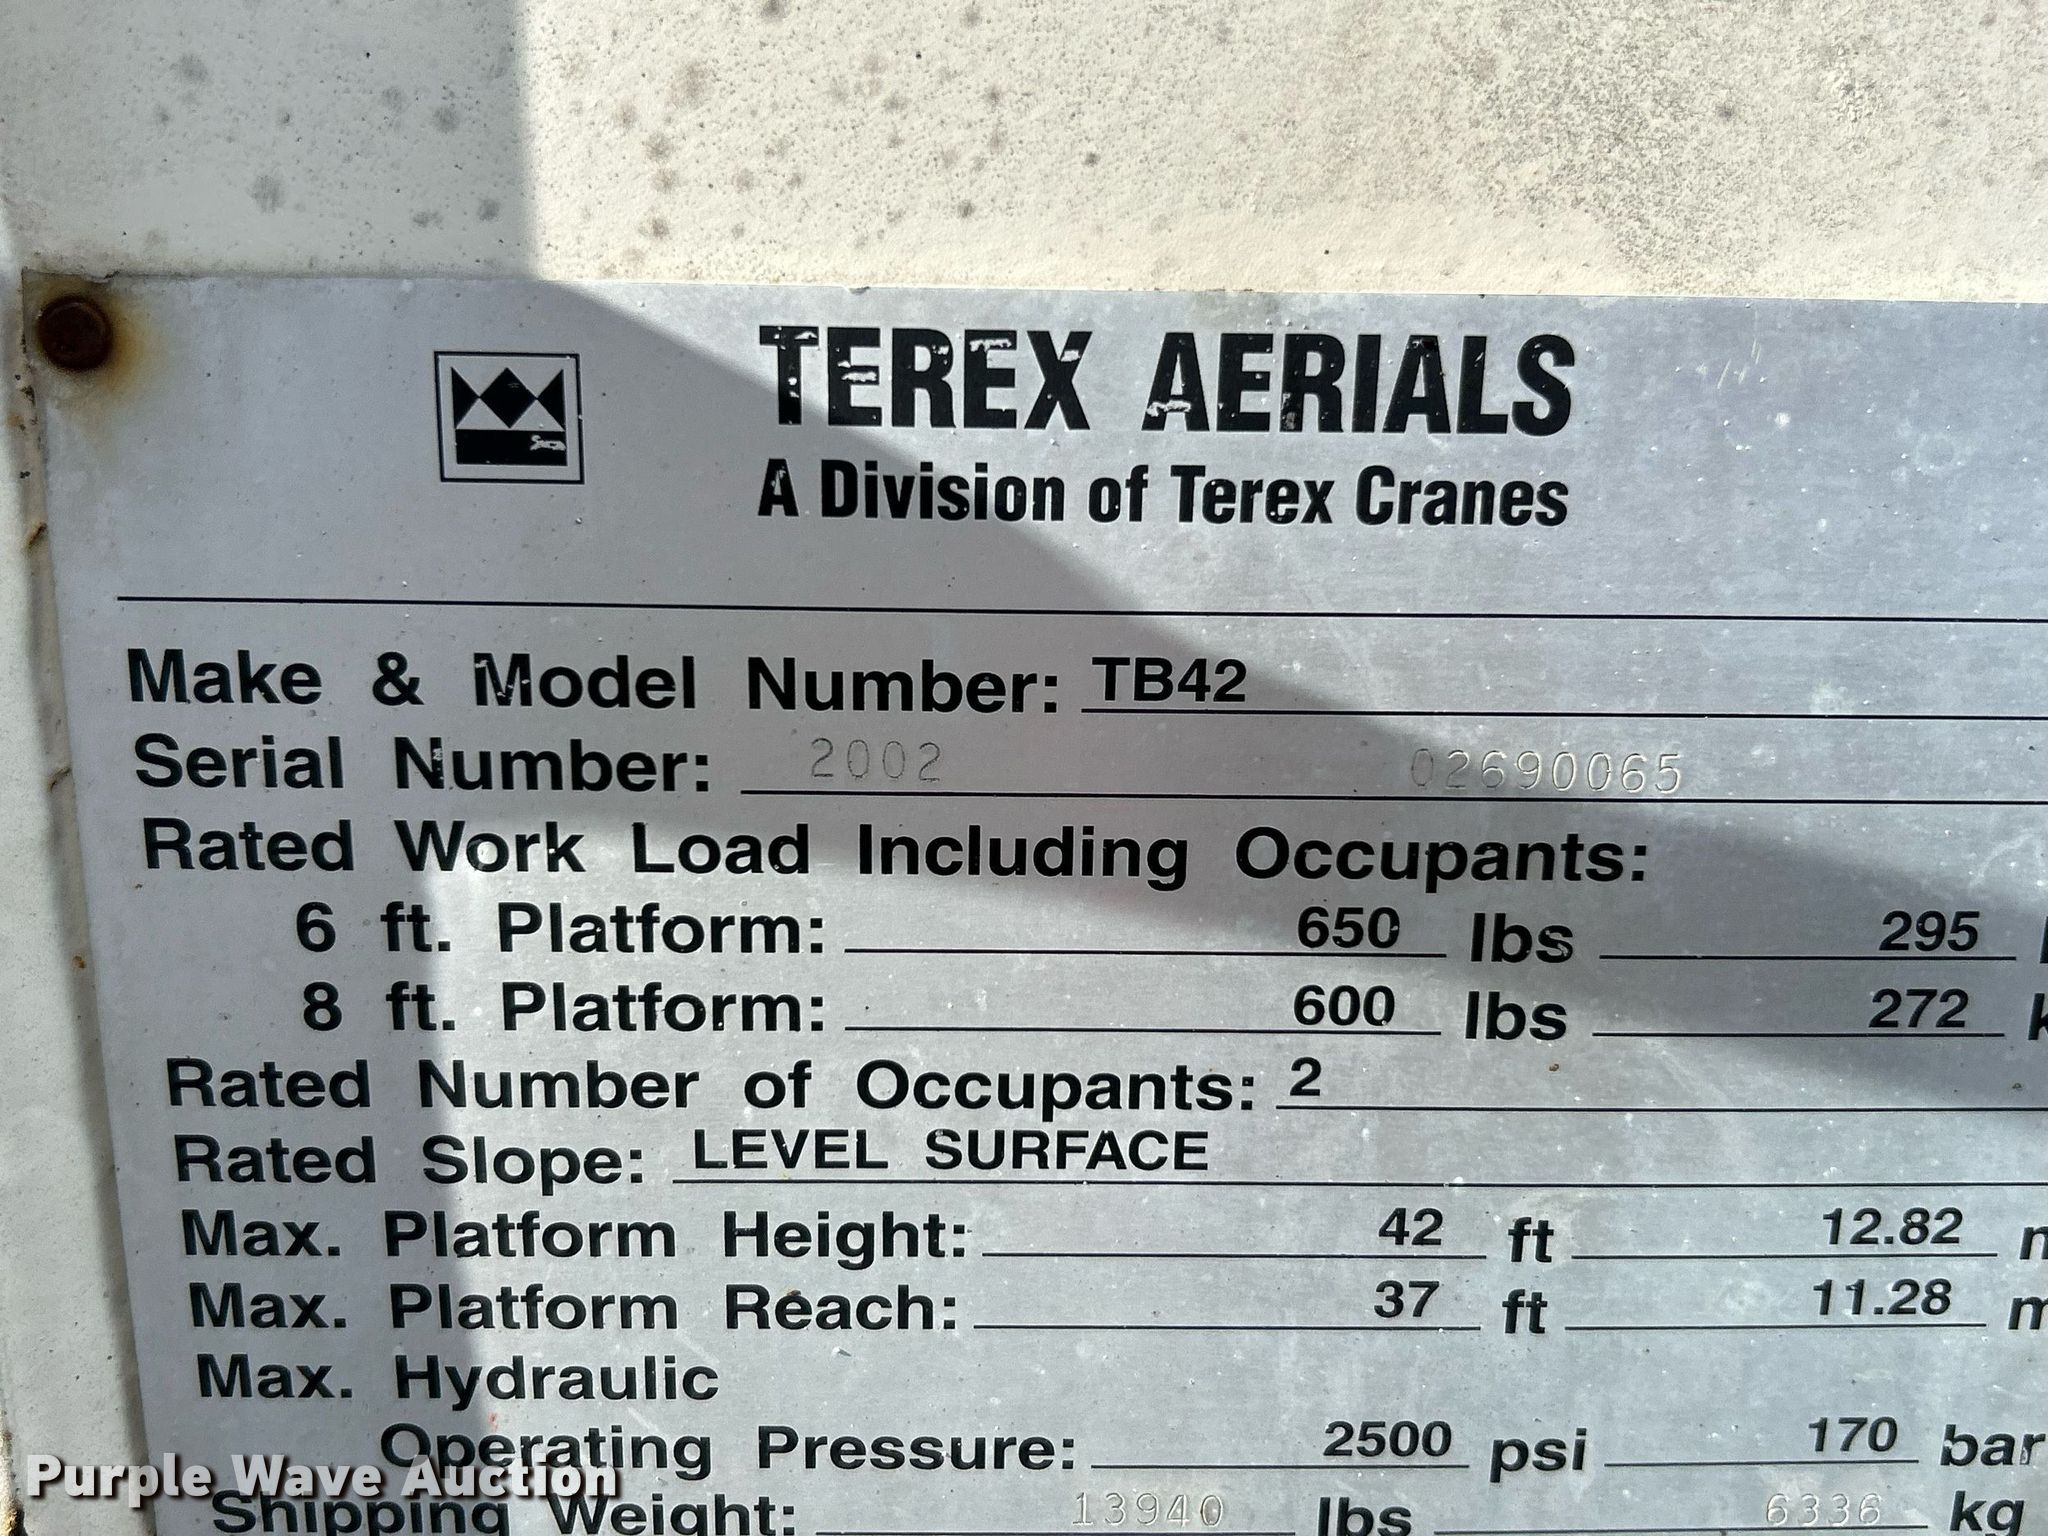 TEREX AERIALS
A Division of Terex Cranes
Make & Model Number: TB42
Serial Number: 2002 02690065
Rated Work Load Including Occupants:
6 ft. Platform: 650 lbs 295
8 ft. Platform: 600 lbs 272 k
Rated Number of Occupants: 2
Rated Slope: LEVEL SURFACE
Max. Platform Height: 42 ft 12.82 m
Max. Platform Reach: 37 ft 11.28 m
Max. Hydraulic
Operating Pressure: 2500 psi 170 bar
Purple Wave Auction
Shipping Weight: 13940 lbs 6336 kg